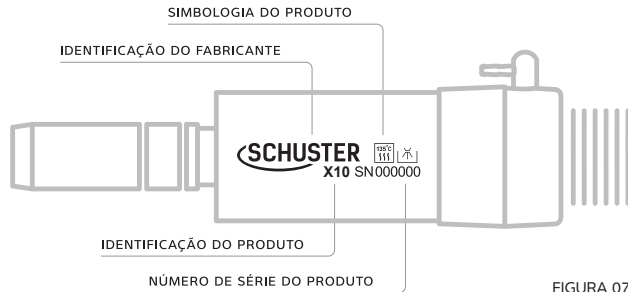 SIMBOLOGIA DO PRODUTO
IDENTIFICAÇÃO DO FABRICANTE
SCHUSTER
135°C
X10 SN000000
IDENTIFICAÇÃO DO PRODUTO
NÚMERO DE SÉRIE DO PRODUTO
FIGURA 07